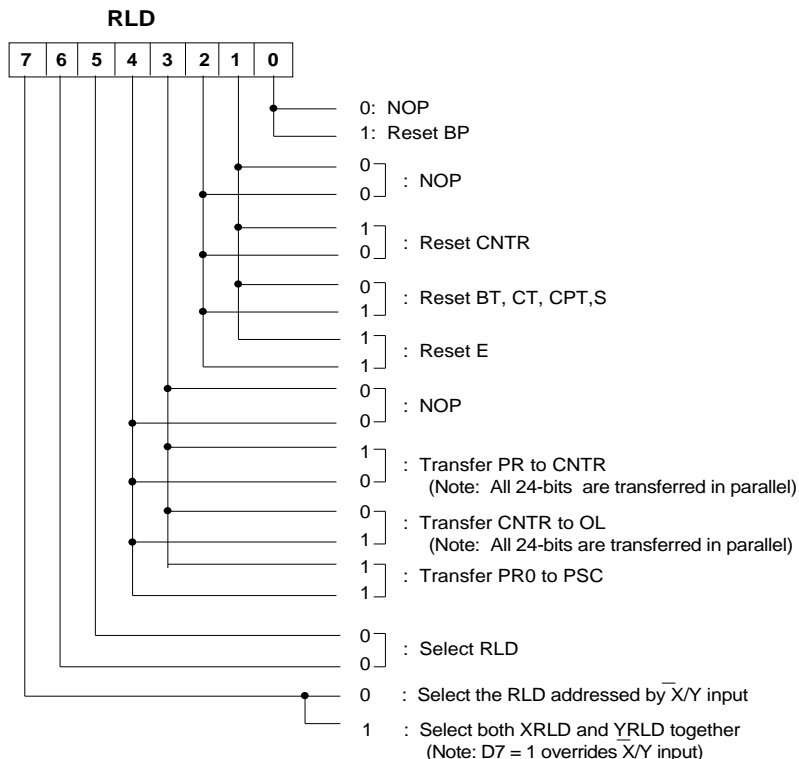 RLD
7 6 5 4 3 2 1 0
0: NOP
1: Reset BP
0
0
: NOP
1
0
: Reset CNTR
0
1
: Reset BT, CT, CPT,S
1
1
: Reset E
0
0
: NOP
1
0
: Transfer PR to CNTR
(Note: All 24-bits are transferred in parallel)
0
1
: Transfer CNTR to OL
(Note: All 24-bits are transferred in parallel)
1
1
: Transfer PR0 to PSC
0
0
: Select RLD
0 : Select the RLD addressed by X̅/Y input
1 : Select both XRLD and YRLD together
(Note: D7 = 1 overrides X̅/Y input)